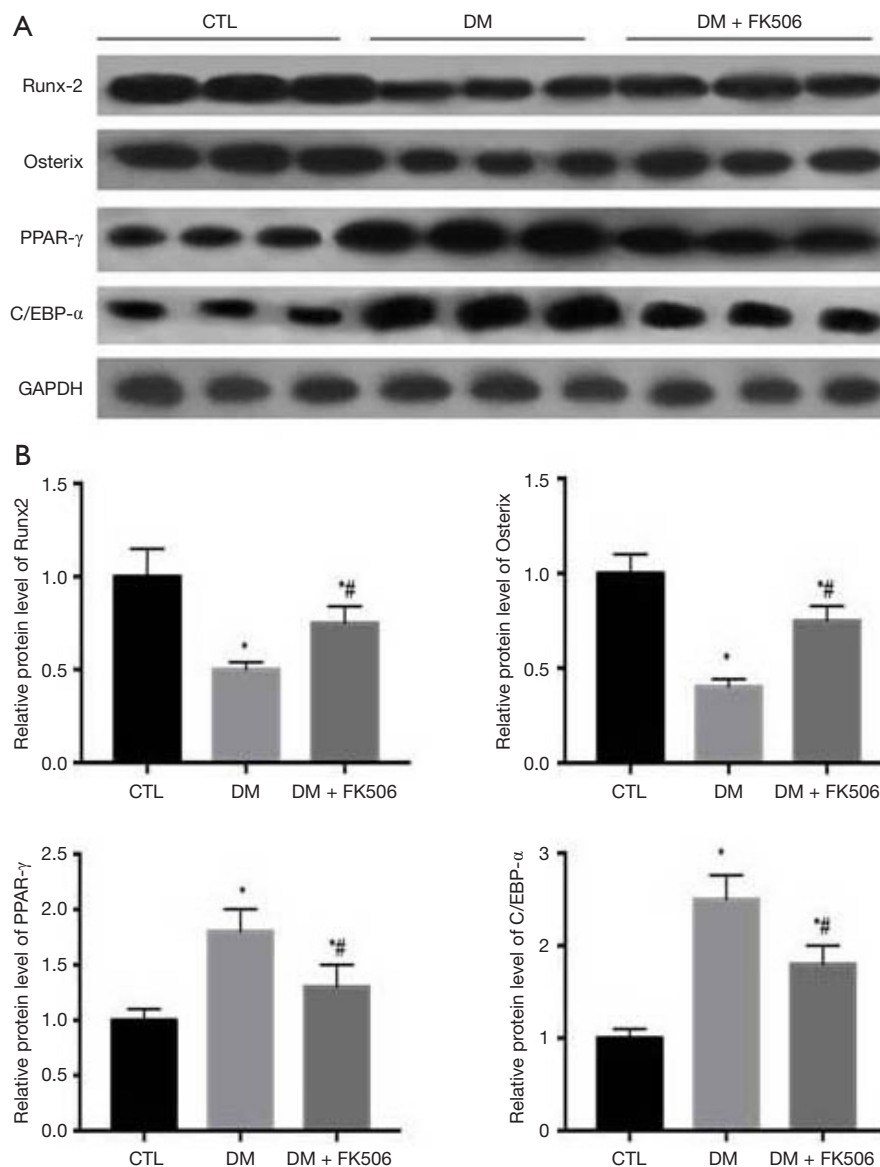 A
CTL DM DM + FK506
Runx-2
Osterix
PPAR-γ
C/EBP-α
GAPDH
B
Relative protein level of Runx2
1.5
1.0
0.5
0.0
*
*#
CTL DM DM + FK506
Relative protein level of Osterix
1.5
1.0
0.5
0.0
*
*#
CTL DM DM + FK506
Relative protein level of PPAR-γ
2.5
2.0
1.5
1.0
0.5
0.0
*
*#
CTL DM DM + FK506
Relative protein level of C/EBP-α
3
2
1
0
*
*#
CTL DM DM + FK506